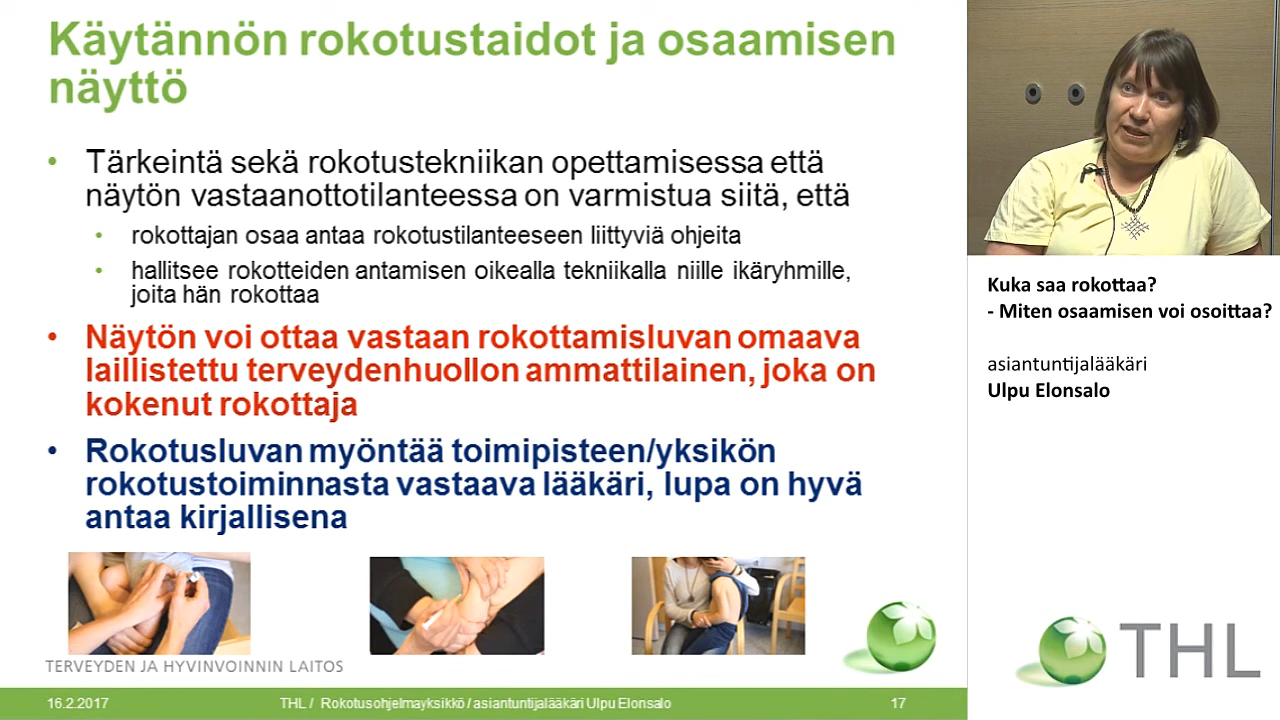 Käytännön rokotustaidot ja osaamisen
näyttö
• Tärkeintä sekä rokotustekniikan opettamisessa että
näytön vastaanottotilanteessa on varmistua siitä, että
• rokottajan osaa antaa rokotustilanteeseen liittyviä ohjeita
• hallitsee rokotteiden antamisen oikealla tekniikalla niille ikäryhmille,
joita hän rokottaa
• Näytön voi ottaa vastaan rokottamisluvan omaava
laillistettu terveydenhuollon ammattilainen, joka on
kokenut rokottaja
• Rokotusluvan myöntää toimipisteen/yksikön
rokotustoiminnasta vastaava lääkäri, lupa on hyvä
antaa kirjallisena
TERVEYDEN JA HYVINVOINNIN LAITOS
16.2.2017 THL / Rokotusohjelmayksikkö / asiantuntijalääkäri Ulpu Elonsalo 17
Kuka saa rokottaa?
- Miten osaamisen voi osoittaa?
asiantuntijalääkäri
Ulpu Elonsalo
THL